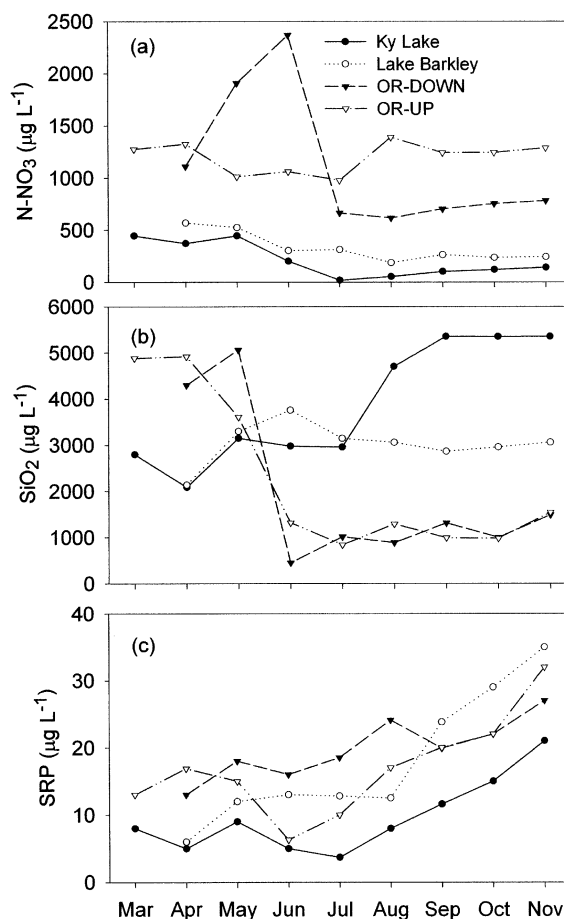 (a)
Ky Lake
Lake Barkley
OR-DOWN
OR-UP
N-NO₃ (µg L⁻¹)
2500
2000
1500
1000
500
0
(b)
SiO₂ (µg L⁻¹)
6000
5000
4000
3000
2000
1000
0
(c)
SRP (µg L⁻¹)
40
30
20
10
0
Mar Apr May Jun Jul Aug Sep Oct Nov